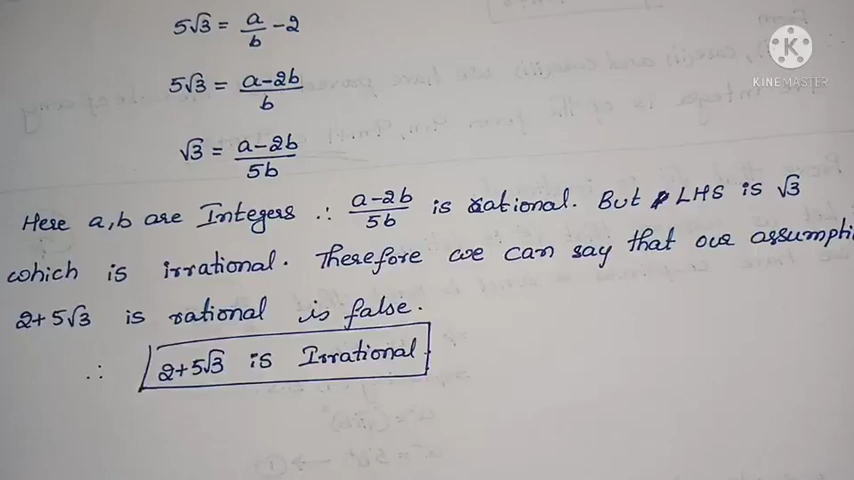 5√3 = a/b - 2
5√3 = (a-2b)/b
√3 = (a-2b)/5b
Here a, b are Integers ∴ (a-2b)/5b is rational. But LHS is √3
which is irrational. Therefore we can say that our assumpti
2+5√3 is rational is false.
∴ 2+5√3 is Irrational
KINEMASTER